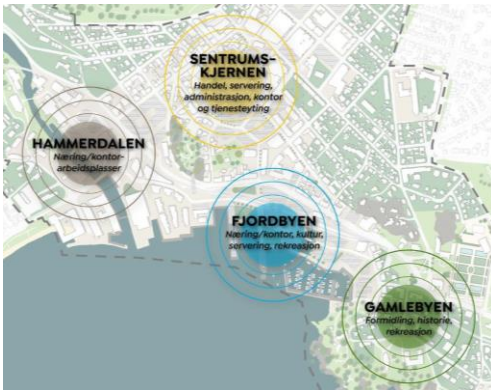 SENTRUMS-
KJERNEN
Handel, servering,
administrasjon, kontor
og tjenesteyting
HAMMERDALEN
Næring/kontor-
arbeidsplasser
FJORDBYEN
Næring/kontor, kultur,
servering, rekreasjon
GAMLEBYEN
Formidling, historie,
rekreasjon